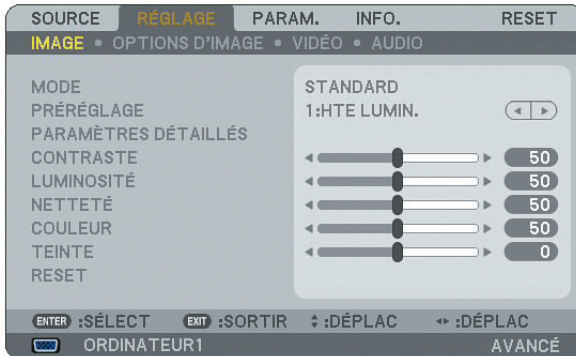 SOURCE RÉGLAGE PARAM. INFO. RESET
IMAGE • OPTIONS D'IMAGE • VIDÉO • AUDIO
MODE STANDARD
PRÉRÉGLAGE 1:HTE LUMIN.
PARAMÈTRES DÉTAILLÉS
CONTRASTE 50
LUMINOSITÉ 50
NETTETÉ 50
COULEUR 50
TEINTE 0
RESET
ENTER :SÉLECT EXIT :SORTIR :DÉPLAC :DÉPLAC
ORDINATEUR1 AVANCÉ